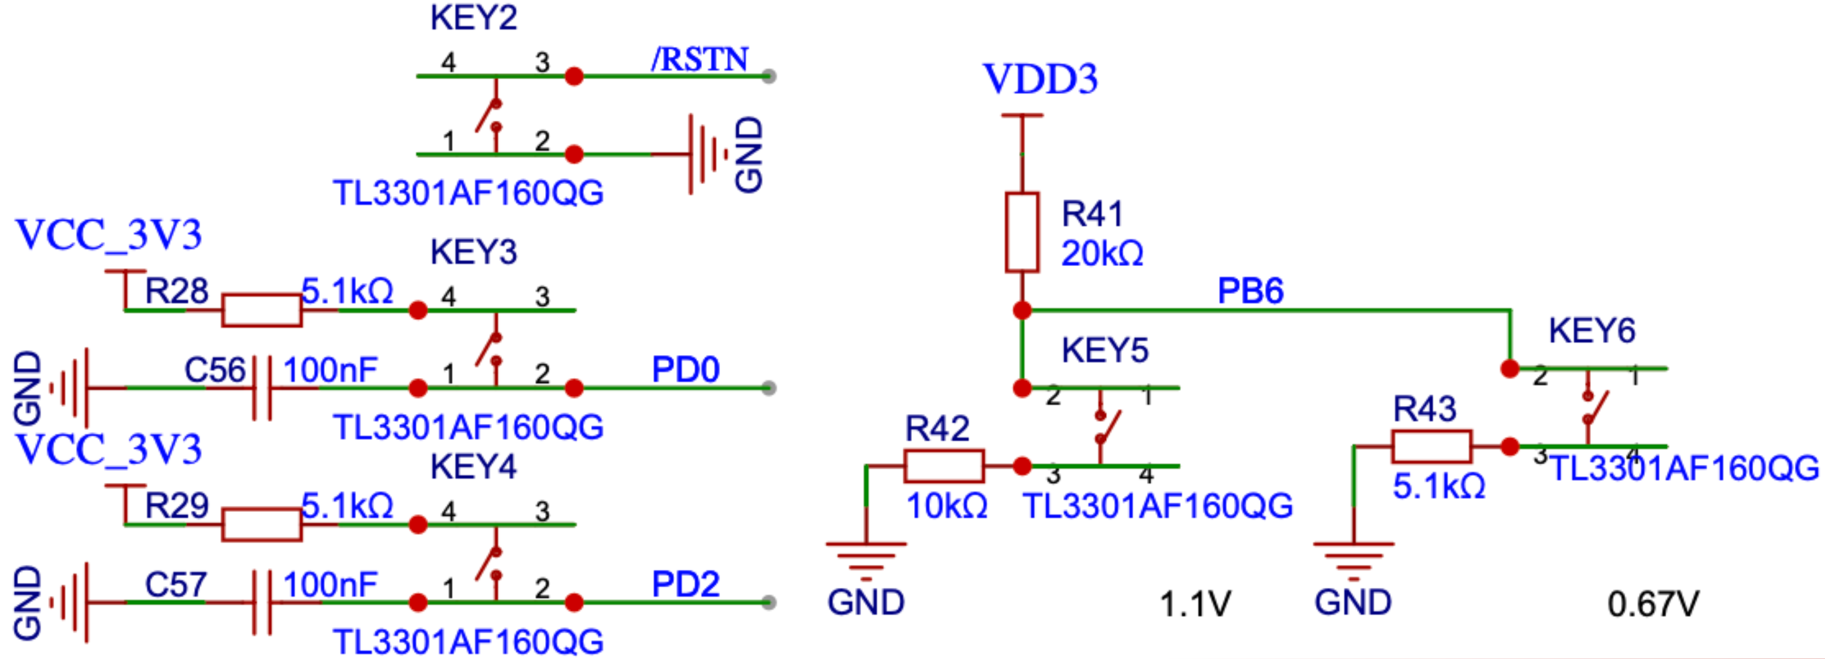 KEY2
4 3 /RSTN
1 2 GND
TL3301AF160QG
VCC_3V3
KEY3
R28 5.1kΩ 4 3
GND C56 100nF 1 2 PD0
TL3301AF160QG
VCC_3V3
KEY4
R29 5.1kΩ 4 3
GND C57 100nF 1 2 PD2
TL3301AF160QG
VDD3
R41
20kΩ
PB6
KEY5
2 1
R42
3 4
10kΩ TL3301AF160QG
GND
1.1V
KEY6
2 1
R43
3 4
TL3301AF160QG
5.1kΩ
GND
0.67V